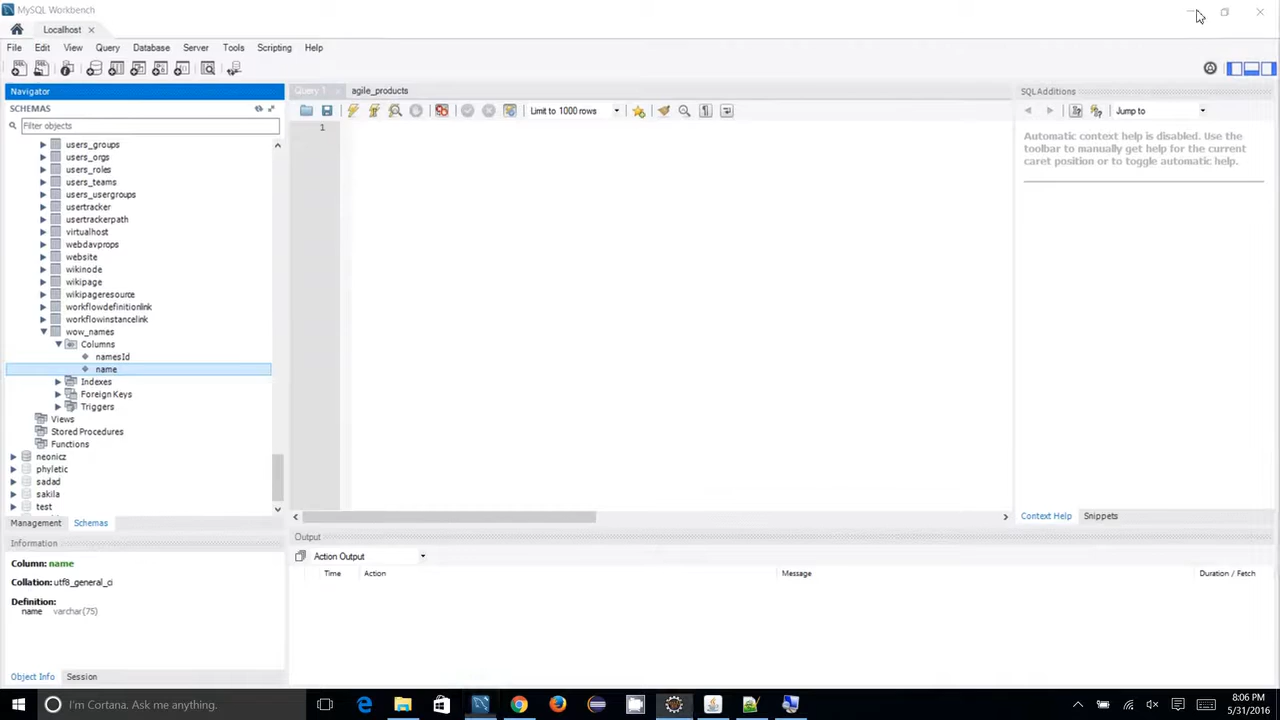 MySQL Workbench
Localhost
File Edit View Query Database Server Tools Scripting Help
Navigator
SCHEMAS
Filter objects
users_groups
users_orgs
users_roles
users_teams
users_usergroups
usertracker
usertrackerpath
virtualhost
webdavprops
website
wikinode
wikipage
wikipageresource
workflowdefinitionlink
workflowinstancelink
wow_names
Columns
namesId
name
Indexes
Foreign Keys
Triggers
Views
Stored Procedures
Functions
neonicz
phyletic
sadad
sakila
test
Management Schemas
Information
Column: name
Collation: utf8_general_ci
Definition:
name varchar(75)
Object Info Session
Query 1 agile_products
Limit to 1000 rows
1
SQLAdditions
Jump to
Automatic context help is disabled. Use the
toolbar to manually get help for the current
caret position or to toggle automatic help.
Context Help Snippets
Output
Action Output
Time Action Message Duration / Fetch
I'm Cortana. Ask me anything.
8:06 PM
5/31/2016